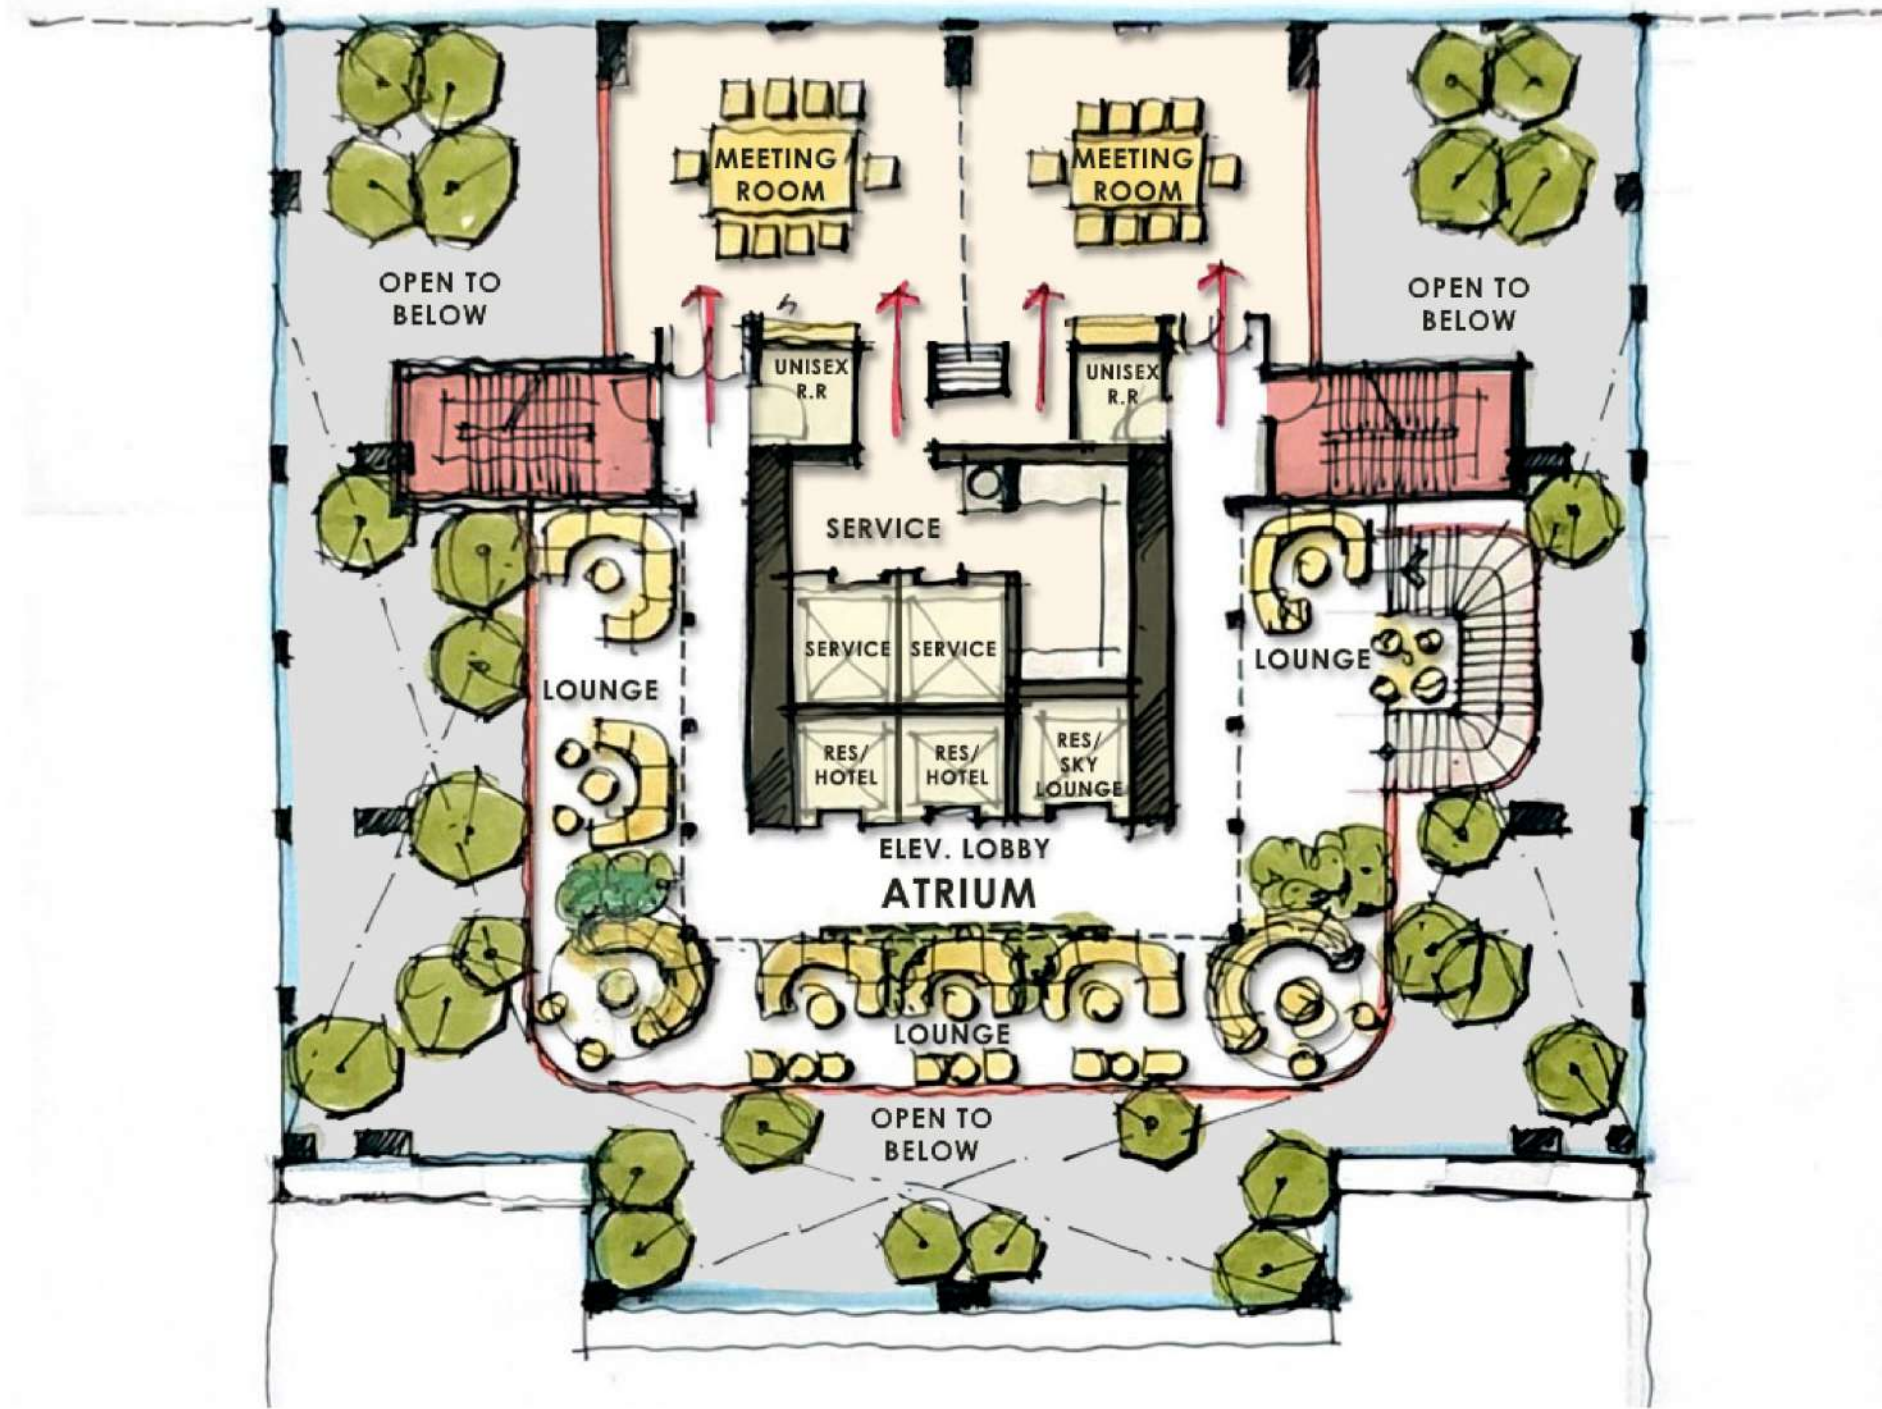 MEETING
ROOM
MEETING
ROOM
OPEN TO
BELOW
OPEN TO
BELOW
UNISEX
R.R
UNISEX
R.R
SERVICE
SERVICE
SERVICE
LOUNGE
LOUNGE
RES/
HOTEL
RES/
HOTEL
RES/
SKY
LOUNGE
ELEV. LOBBY
ATRIUM
LOUNGE
OPEN TO
BELOW